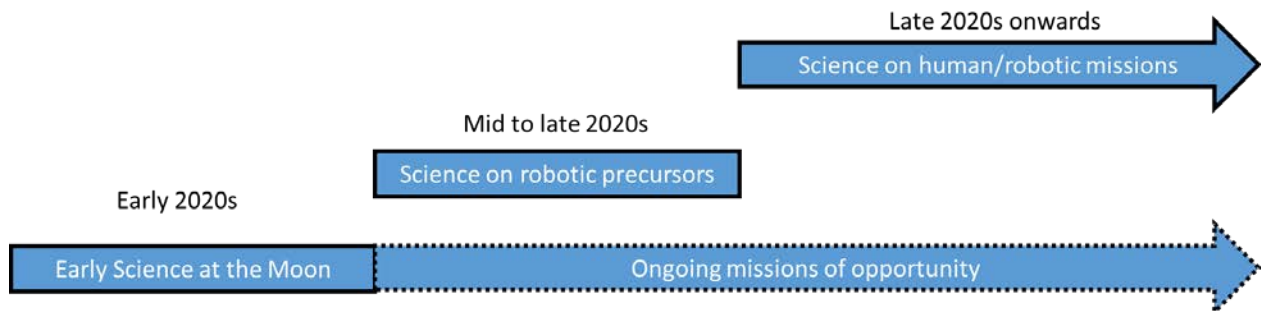 Late 2020s onwards
Science on human/robotic missions
Mid to late 2020s
Science on robotic precursors
Early 2020s
Early Science at the Moon
Ongoing missions of opportunity